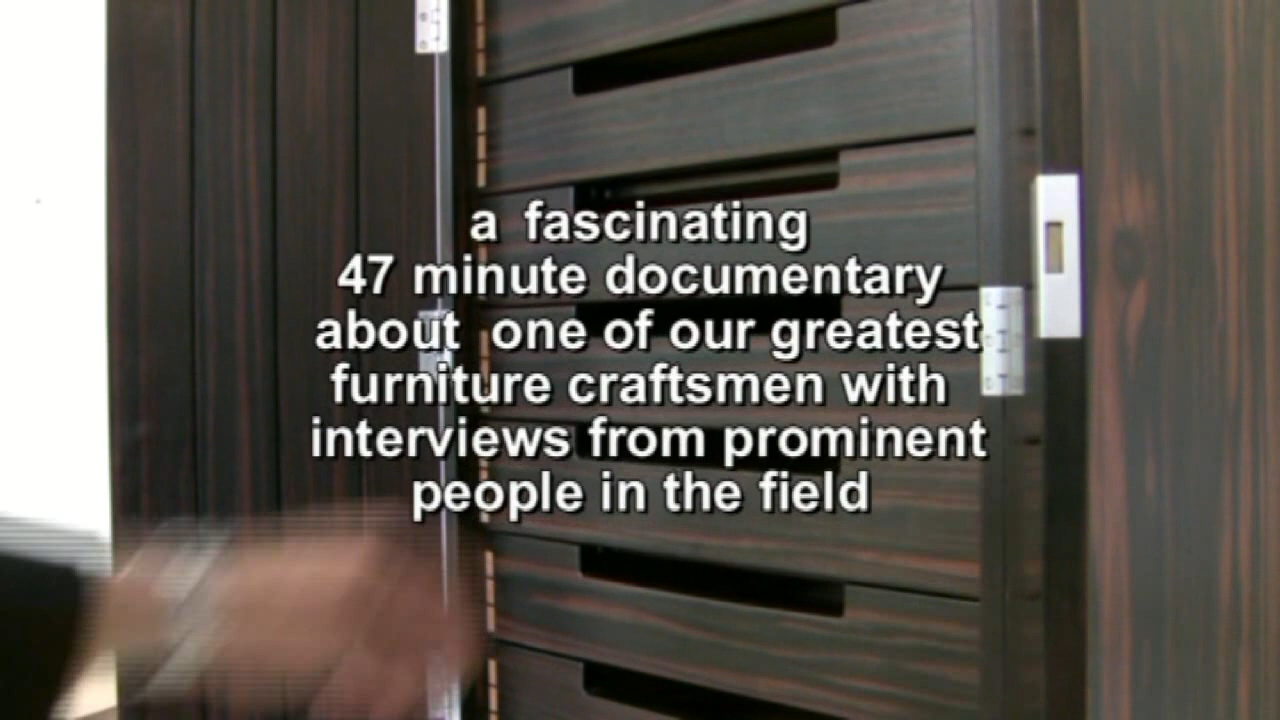 a fascinating
47 minute documentary
about one of our greatest
furniture craftsmen with
interviews from prominent
people in the field